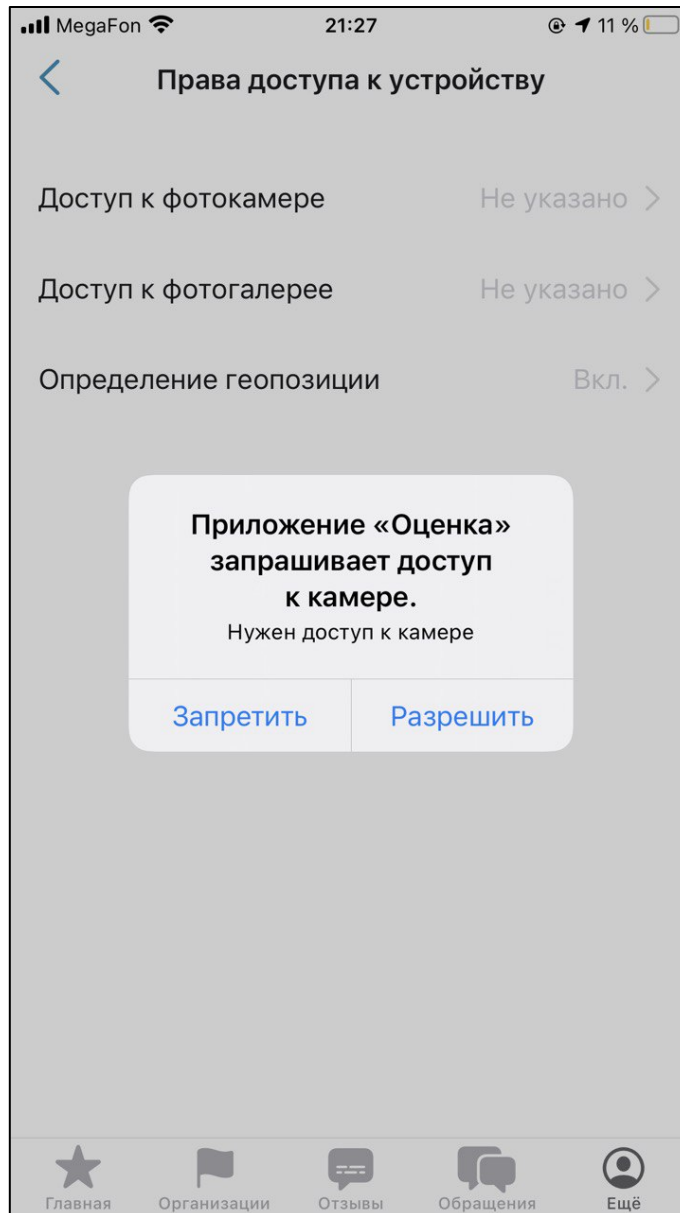 MegaFon 21:27 11 %
Права доступа к устройству
Доступ к фотокамере Не указано
Доступ к фотогалерее Не указано
Определение геопозиции Вкл.
Приложение «Оценка»
запрашивает доступ
к камере.
Нужен доступ к камере
Запретить Разрешить
Главная Организации Отзывы Обращения Ещё